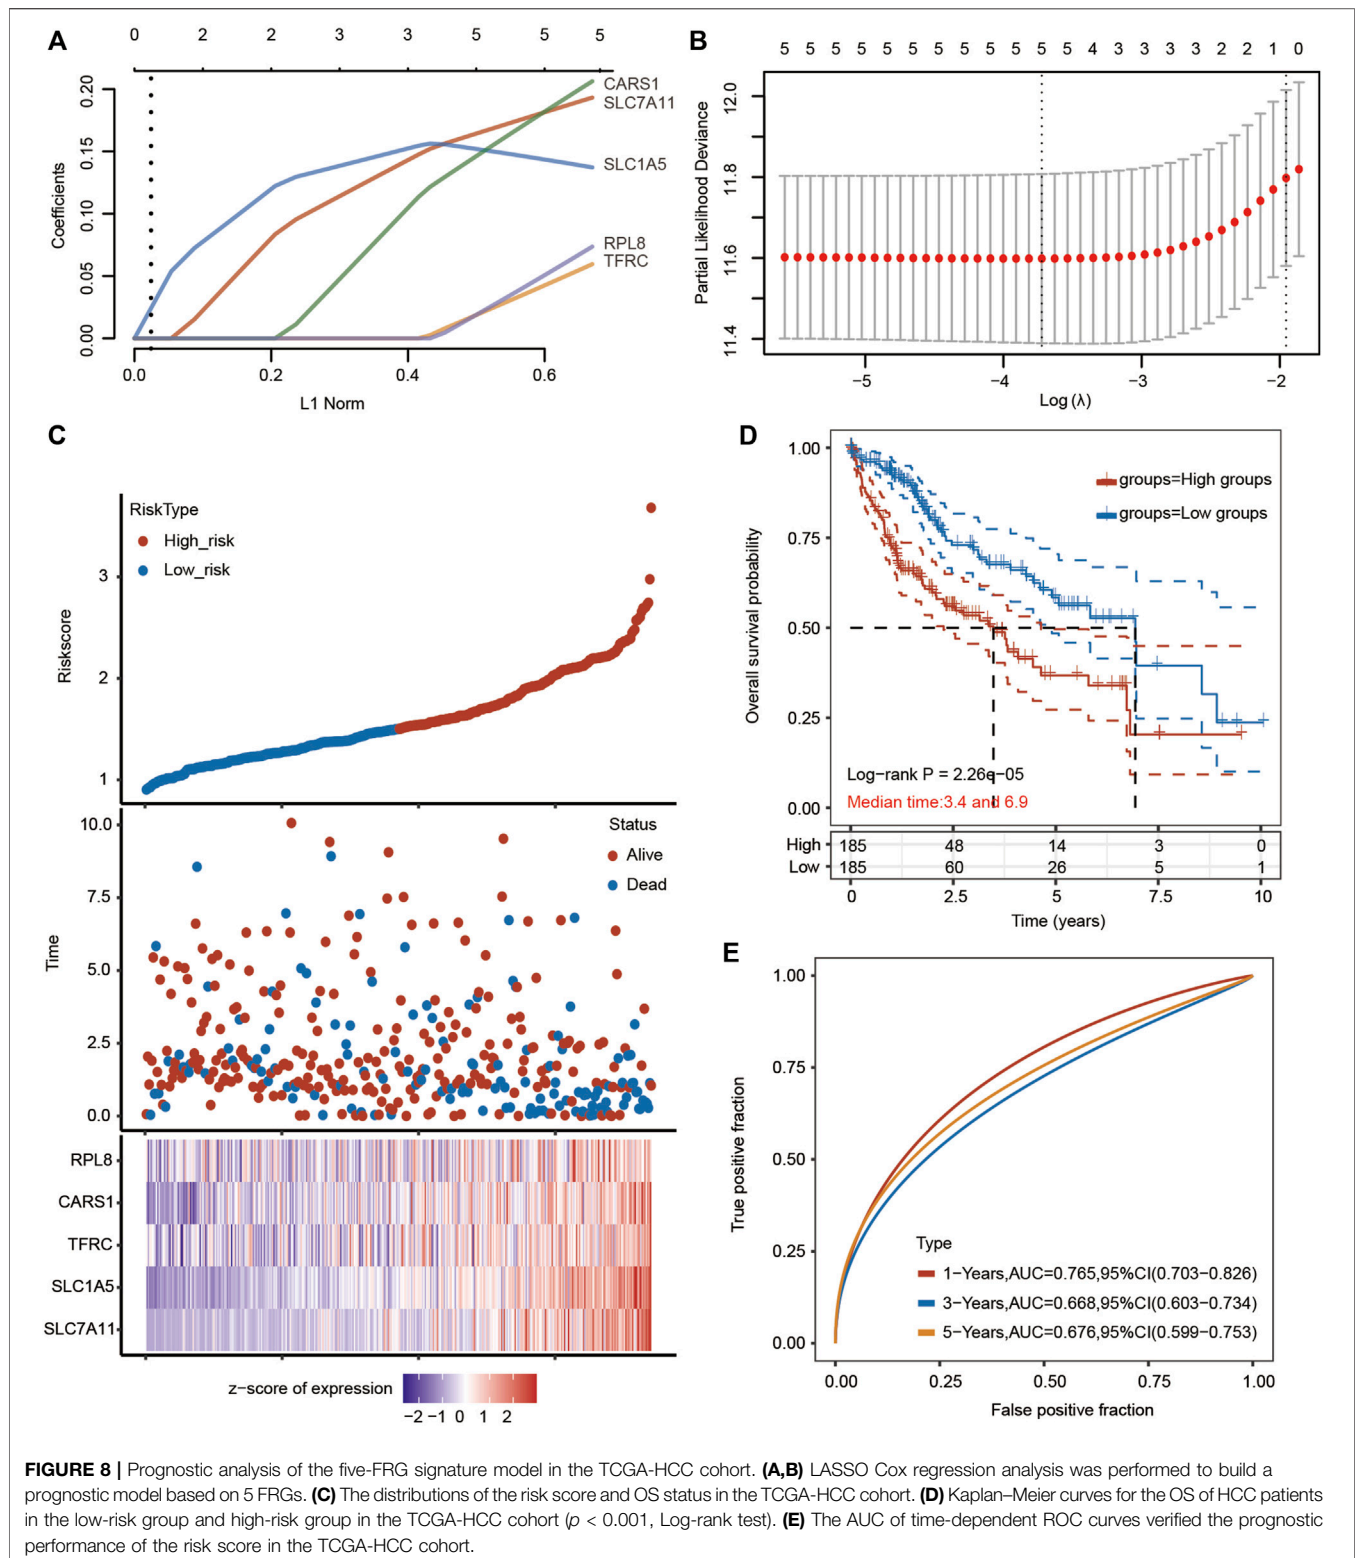 A
0 2 2 3 3 5 5 5
0.20
0.15
0.10
0.05
0.00
Coefficients
CARS1
SLC7A11
SLC1A5
RPL8
TFRC
0.0 0.2 0.4 0.6
L1 Norm
B
5 5 5 5 5 5 5 5 5 5 5 5 4 3 3 3 3 2 2 1 0
12.0
11.8
11.6
11.4
Partial Likelihood Deviance
−5 −4 −3 −2
Log (λ)
C
RiskType
High_risk
Low_risk
3
2
1
Riskscore
10.0
7.5
5.0
2.5
0.0
Time
Status
Alive
Dead
RPL8
CARS1
TFRC
SLC1A5
SLC7A11
z−score of expression
−2 −1 0 1 2
D
1.00
0.75
0.50
0.25
0.00
Overall survival probability
groups=High groups
groups=Low groups
Log−rank P = 2.26e−05
Median time:3.4 and 6.9
High 185 48 14 3 0
Low 185 60 26 5 1
0 2.5 5 7.5 10
Time (years)
E
1.00
0.75
0.50
0.25
0.00
True positive fraction
Type
1−Years,AUC=0.765,95%CI(0.703−0.826)
3−Years,AUC=0.668,95%CI(0.603−0.734)
5−Years,AUC=0.676,95%CI(0.599−0.753)
0.00 0.25 0.50 0.75 1.00
False positive fraction
FIGURE 8 | Prognostic analysis of the five-FRG signature model in the TCGA-HCC cohort. (A,B) LASSO Cox regression analysis was performed to build a
prognostic model based on 5 FRGs. (C) The distributions of the risk score and OS status in the TCGA-HCC cohort. (D) Kaplan–Meier curves for the OS of HCC patients
in the low-risk group and high-risk group in the TCGA-HCC cohort (p < 0.001, Log-rank test). (E) The AUC of time-dependent ROC curves verified the prognostic
performance of the risk score in the TCGA-HCC cohort.